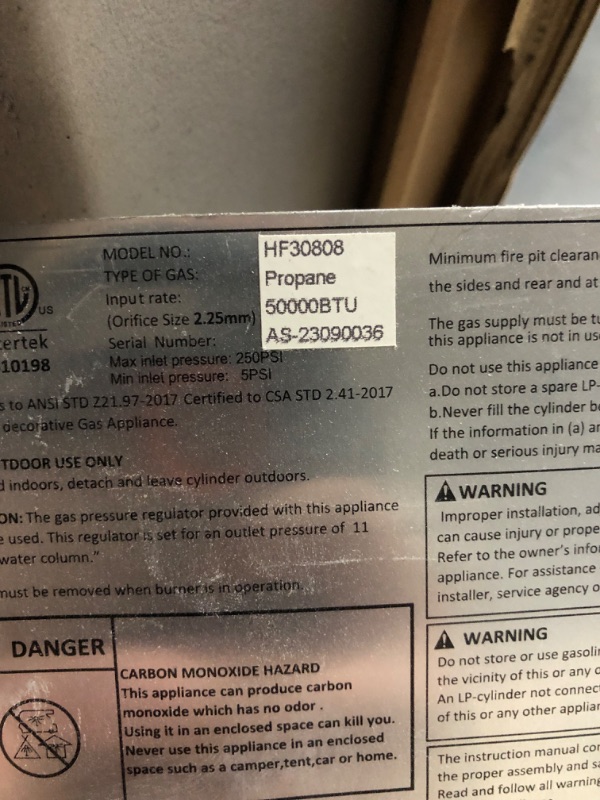 MODEL NO.: HF30808
TYPE OF GAS: Propane
Input rate: 50000BTU
(Orifice Size 2.25mm)
Serial Number: AS-23090036
Max inlet pressure: 250PSI
Min inlet pressure: 5PSI
US
10198
s to ANSI STD Z21.97-2017 Certified to CSA STD 2.41-2017
decorative Gas Appliance.
TDOOR USE ONLY
d indoors, detach and leave cylinder outdoors.
ON: The gas pressure regulator provided with this appliance
e used. This regulator is set for an outlet pressure of 11
water column."
must be removed when burner is in operation.
DANGER
CARBON MONOXIDE HAZARD
This appliance can produce carbon
monoxide which has no odor .
Using it in an enclosed space can kill you.
Never use this appliance in an enclosed
space such as a camper,tent,car or home.
Minimum fire pit clearan
the sides and rear and at
The gas supply must be tu
this appliance is not in use
Do not use this appliance
a.Do not store a spare LP-
b.Never fill the cylinder be
If the information in (a) an
death or serious injury ma
WARNING
Improper installation, ad
can cause injury or prope
Refer to the owner's infor
appliance. For assistance
installer, service agency o
WARNING
Do not store or use gasolin
the vicinity of this or any o
An LP-cylinder not connect
of this or any other applian
The instruction manual con
the proper assembly and sa
Read and follow all warning